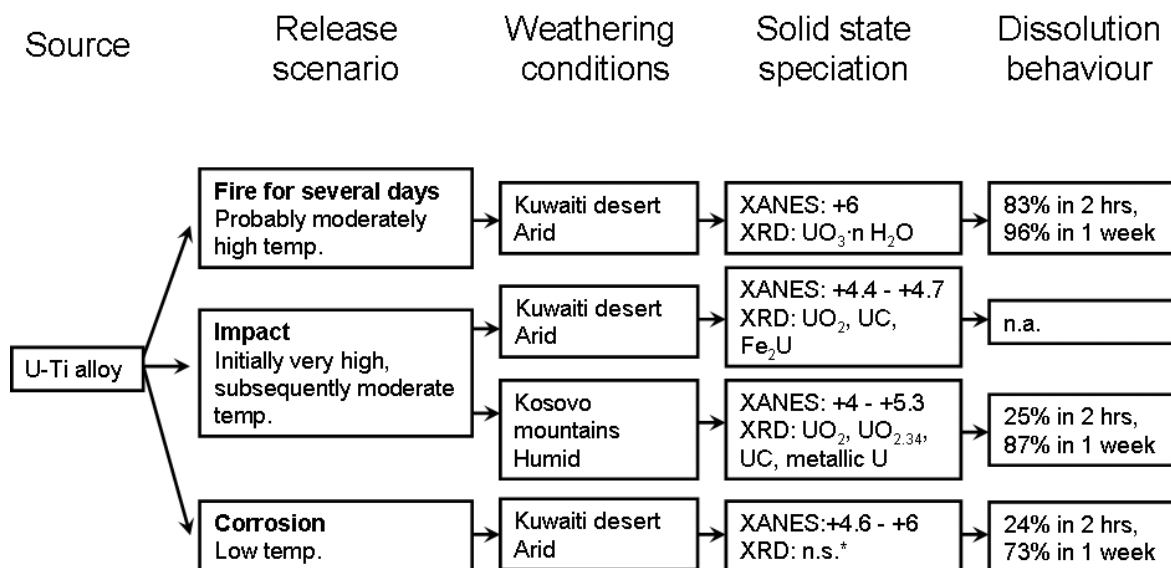 Source
Release
scenario
Weathering
conditions
Solid state
speciation
Dissolution
behaviour
U-Ti alloy
Fire for several days
Probably moderately
high temp.
Kuwaiti desert
Arid
XANES: +6
XRD: UO₃·n H₂O
83% in 2 hrs,
96% in 1 week
Impact
Initially very high,
subsequently moderate
temp.
Kuwaiti desert
Arid
XANES: +4.4 - +4.7
XRD: UO₂, UC,
Fe₂U
n.a.
Kosovo
mountains
Humid
XANES: +4 - +5.3
XRD: UO₂, UO₂.₃₄,
UC, metallic U
25% in 2 hrs,
87% in 1 week
Corrosion
Low temp.
Kuwaiti desert
Arid
XANES:+4.6 - +6
XRD: n.s.*
24% in 2 hrs,
73% in 1 week